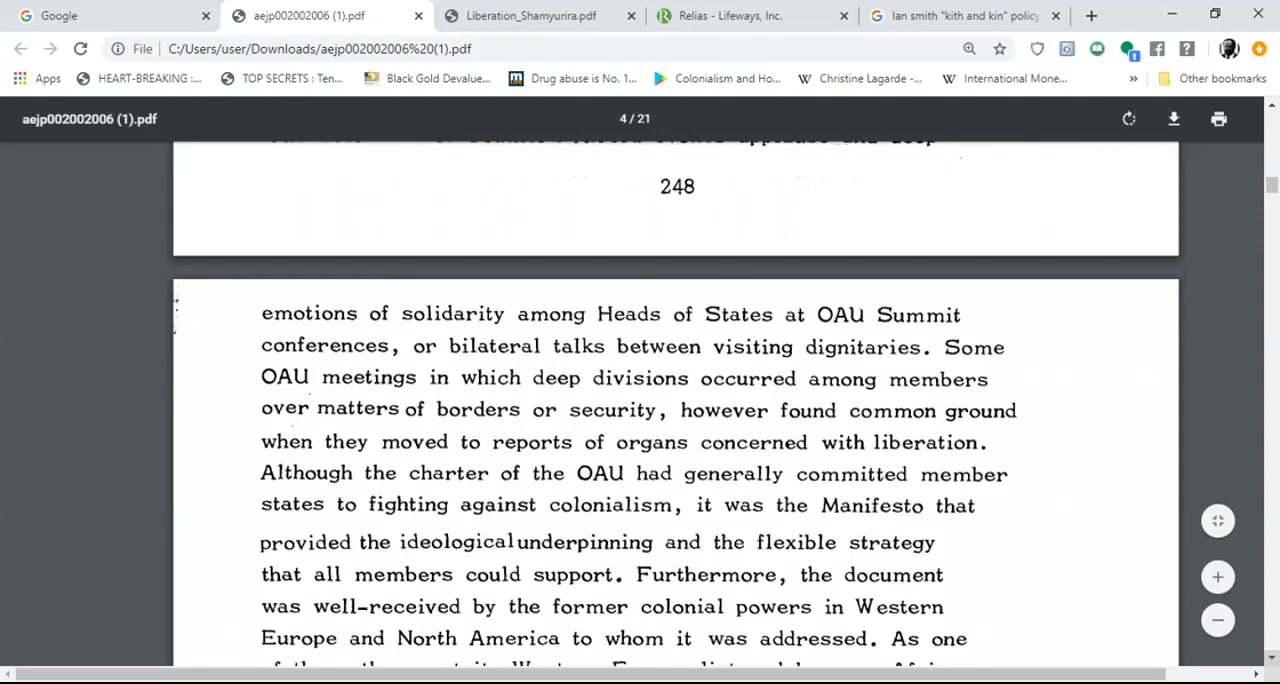 Google
aejp002002006 (1).pdf
Liberation_Shamyurira.pdf
Relias - Lifeways, Inc.
Ian smith "kith and kin" policy
File
C:/Users/user/Downloads/aejp002002006%20(1).pdf
1
Apps
HEART-BREAKING :...
TOP SECRETS : Ten...
Black Gold Devalue...
Drug abuse is No. 1...
Colonialism and Ho...
Christine Lagarde -...
International Mone...
»
Other bookmarks
aejp002002006 (1).pdf
4 / 21
248
emotions of solidarity among Heads of States at OAU Summit
conferences, or bilateral talks between visiting dignitaries. Some
OAU meetings in which deep divisions occurred among members
over matters of borders or security, however found common ground
when they moved to reports of organs concerned with liberation.
Although the charter of the OAU had generally committed member
states to fighting against colonialism, it was the Manifesto that
provided the ideological underpinning and the flexible strategy
that all members could support. Furthermore, the document
was well-received by the former colonial powers in Western
Europe and North America to whom it was addressed. As one